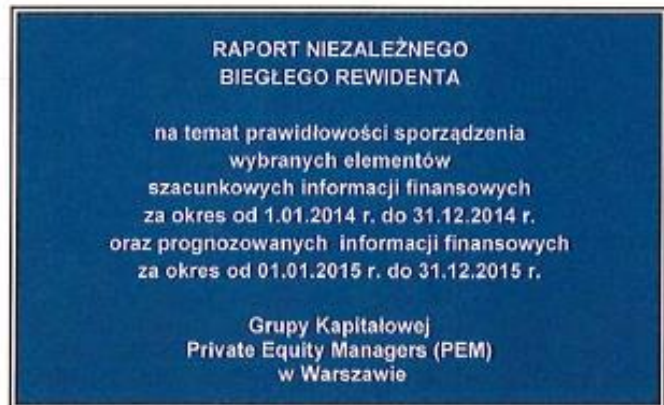 RAPORT NIEZALEŻNEGO
BIEGŁEGO REWIDENTA
na temat prawidłowości sporządzenia
wybranych elementów
szacunkowych informacji finansowych
za okres od 1.01.2014 r. do 31.12.2014 r.
oraz prognozowanych informacji finansowych
za okres od 01.01.2015 r. do 31.12.2015 r.
Grupy Kapitałowej
Private Equity Managers (PEM)
w Warszawie